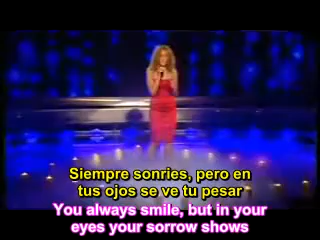 Siempre sonries, pero en
tus ojos se ve tu pesar
You always smile, but in your
eyes your sorrow shows